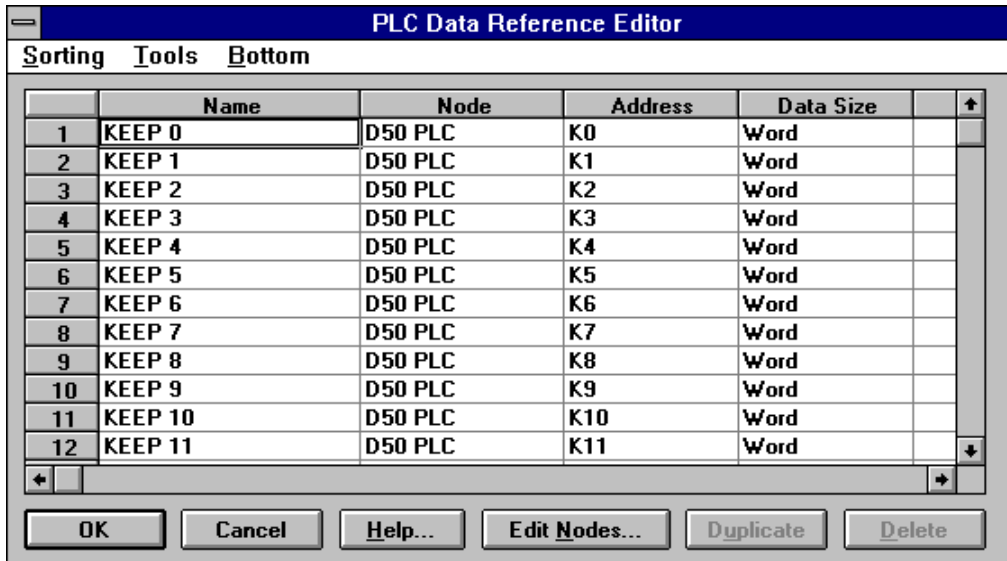 PLC Data Reference Editor
Sorting Tools Bottom
Name Node Address Data Size
1 KEEP 0 D50 PLC K0 Word
2 KEEP 1 D50 PLC K1 Word
3 KEEP 2 D50 PLC K2 Word
4 KEEP 3 D50 PLC K3 Word
5 KEEP 4 D50 PLC K4 Word
6 KEEP 5 D50 PLC K5 Word
7 KEEP 6 D50 PLC K6 Word
8 KEEP 7 D50 PLC K7 Word
9 KEEP 8 D50 PLC K8 Word
10 KEEP 9 D50 PLC K9 Word
11 KEEP 10 D50 PLC K10 Word
12 KEEP 11 D50 PLC K11 Word
OK Cancel Help... Edit Nodes... Duplicate Delete